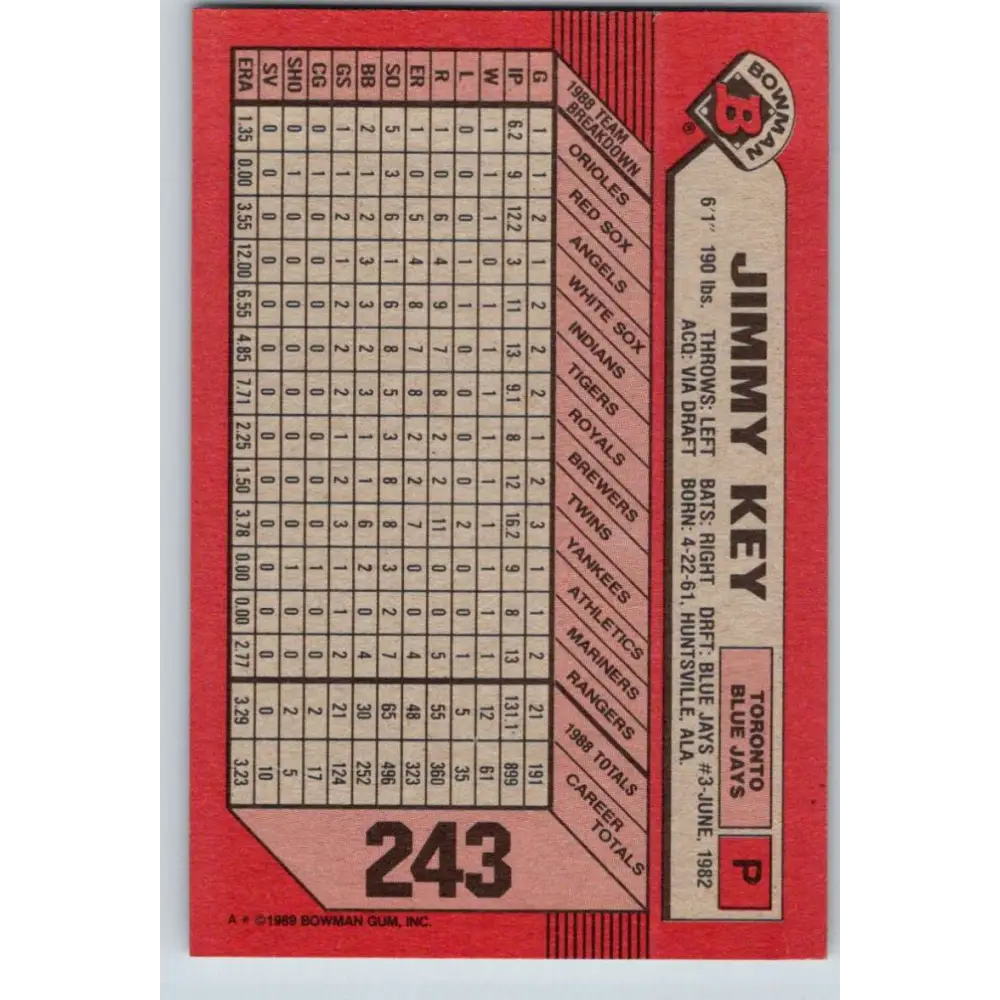 BOWMAN
B ®
JIMMY KEY
TORONTO
BLUE JAYS
P
6'1" 190 lbs. THROWS: LEFT BATS: RIGHT DRFT: BLUE JAYS #3-JUNE, 1982
ACQ: VIA DRAFT BORN: 4-22-61, HUNTSVILLE, ALA.
1988 TEAM BREAKDOWN ORIOLES RED SOX ANGELS WHITE SOX INDIANS TIGERS ROYALS BREWERS TWINS YANKEES ATHLETICS MARINERS RANGERS 1988 TOTALS CAREER TOTALS
G 1 1 2 1 2 2 2 1 2 3 1 1 2 21 191
IP 6.2 9 12.2 3 11 13 9.1 8 12 16.2 9 8 13 131.1 899
W 1 1 1 0 1 1 1 1 1 1 1 1 1 12 61
L 0 0 0 1 1 0 0 0 0 2 0 0 1 5 35
R 1 0 6 4 9 7 8 2 2 11 0 0 5 55 360
ER 1 0 5 4 8 7 8 2 2 7 0 0 4 48 323
SO 5 3 6 1 6 8 5 3 8 8 3 2 7 65 496
BB 2 1 2 3 3 2 3 1 1 6 2 0 4 30 252
GS 1 1 2 1 2 2 2 1 2 3 1 1 2 21 124
CG 0 1 0 0 0 0 0 0 0 0 1 0 0 2 17
SHO 0 1 0 0 0 0 0 0 0 0 1 0 0 2 5
SV 0 0 0 0 0 0 0 0 0 0 0 0 0 0 10
ERA 1.35 0.00 3.55 12.00 6.55 4.85 7.71 2.25 1.50 3.78 0.00 0.00 2.77 3.29 3.23
243
A * ©1989 BOWMAN GUM, INC.